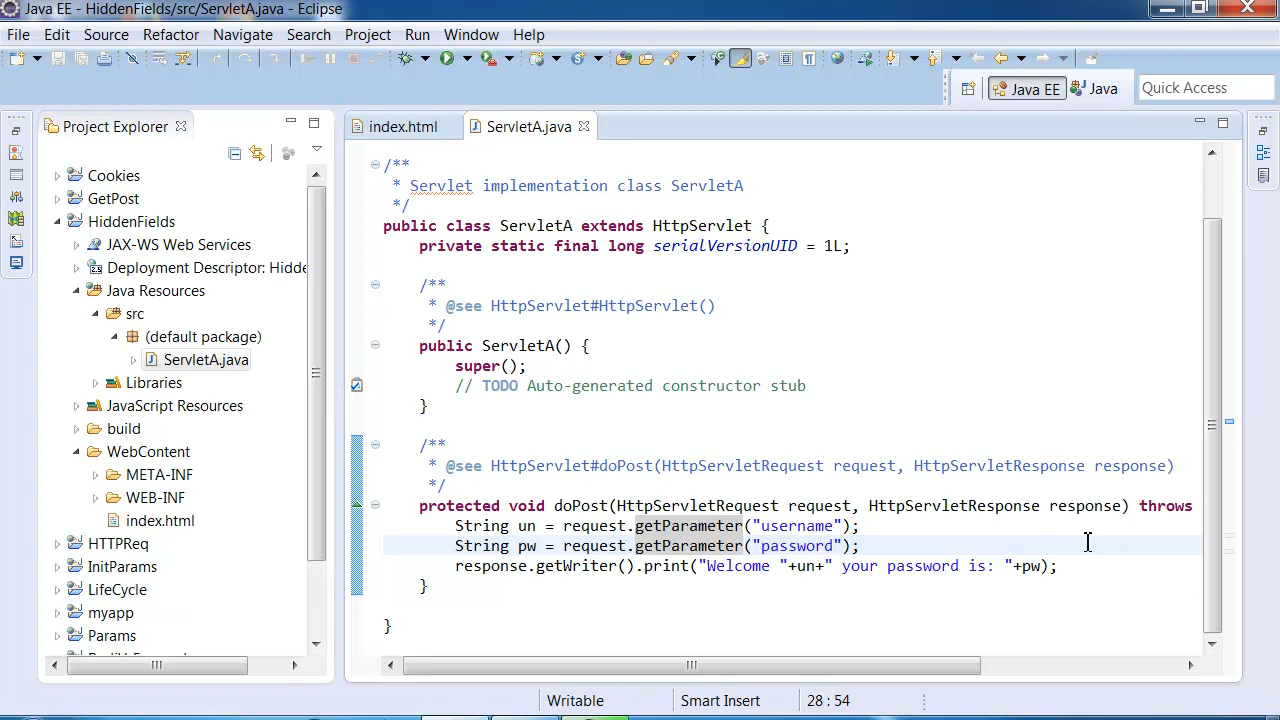 Java EE - HiddenFields/src/ServletA.java - Eclipse
File Edit Source Refactor Navigate Search Project Run Window Help
Java EE Java Quick Access
Project Explorer
index.html ServletA.java
Cookies
GetPost
HiddenFields
JAX-WS Web Services
Deployment Descriptor: Hidde
Java Resources
src
(default package)
ServletA.java
Libraries
JavaScript Resources
build
WebContent
META-INF
WEB-INF
index.html
HTTPReq
InitParams
LifeCycle
myapp
Params
/**
* Servlet implementation class ServletA
*/
public class ServletA extends HttpServlet {
private static final long serialVersionUID = 1L;
/**
* @see HttpServlet#HttpServlet()
*/
public ServletA() {
super();
// TODO Auto-generated constructor stub
}
/**
* @see HttpServlet#doPost(HttpServletRequest request, HttpServletResponse response)
*/
protected void doPost(HttpServletRequest request, HttpServletResponse response) throws
String un = request.getParameter("username");
String pw = request.getParameter("password");
response.getWriter().print("Welcome "+un+" your password is: "+pw);
}
}
Writable Smart Insert 28 : 54